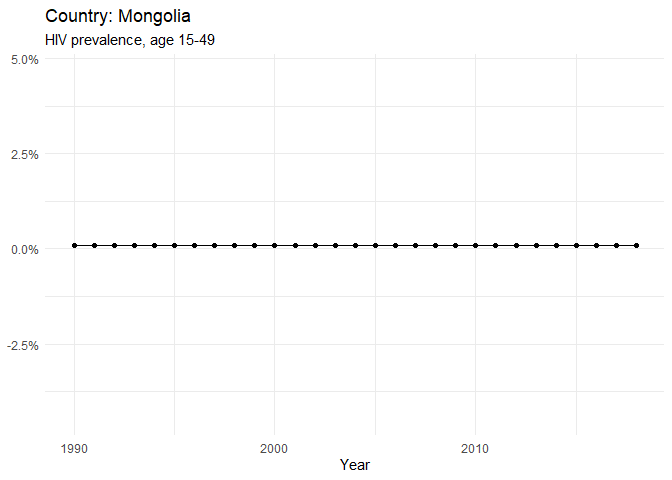 Country: Mongolia
HIV prevalence, age 15-49
5.0%
2.5%
0.0%
-2.5%
1990 2000 2010
Year